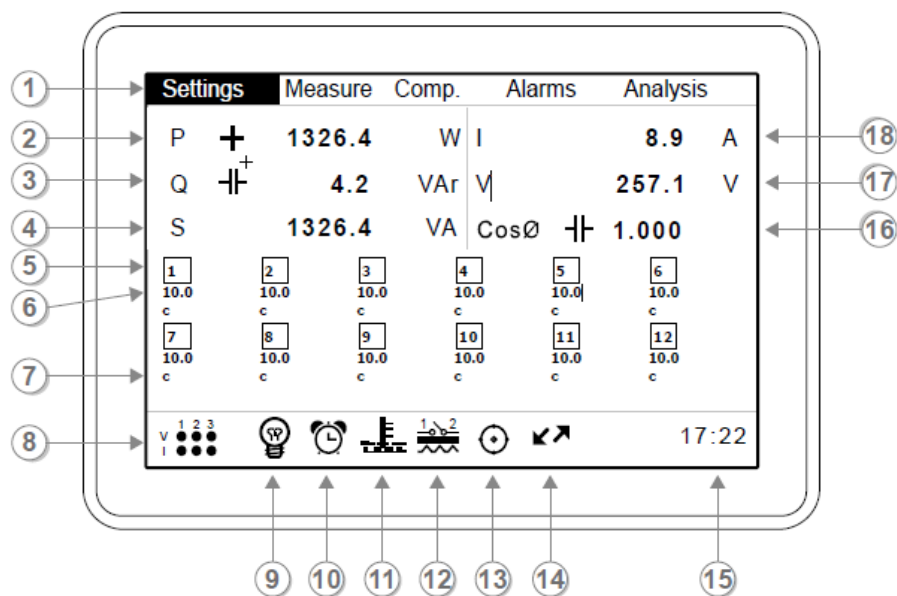 Settings Measure Comp. Alarms Analysis
P 1326.4 W I 8.9 A
Q 4.2 VAr V 257.1 V
S 1326.4 VA CosØ 1.000
1 2 3 4 5 6
10.0 10.0 10.0 10.0 10.0 10.0
c c c c c c
7 8 9 10 11 12
10.0 10.0 10.0 10.0 10.0 10.0
c c c c c c
1 2 3
V
I
1 2
17:22
1
2
3
4
5
6
7
8
9
10
11
12
13
14
15
16
17
18